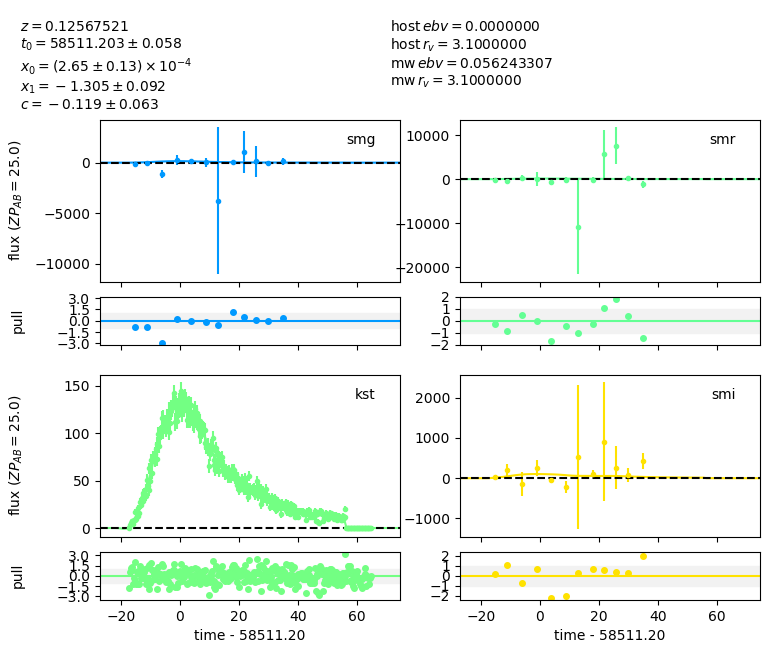 z = 0.12567521
t₀ = 58511.203 ± 0.058
x₀ = (2.65 ± 0.13) × 10⁻⁴
x₁ = −1.305 ± 0.092
c = −0.119 ± 0.063
host ebv = 0.0000000
host r_v = 3.1000000
mw ebv = 0.056243307
mw r_v = 3.1000000
flux (ZP_AB = 25.0)
0
−5000
−10000
smg
10000
0
−10000
−20000
smr
pull
3.0
1.5
0.0
−1.5
−3.0
2
1
0
−1
−2
flux (ZP_AB = 25.0)
150
100
50
0
kst
2000
1000
0
−1000
smi
pull
3.0
1.5
0.0
−1.5
−3.0
2
1
0
−1
−2
−20 0 20 40 60
−20 0 20 40 60
time - 58511.20
time - 58511.20